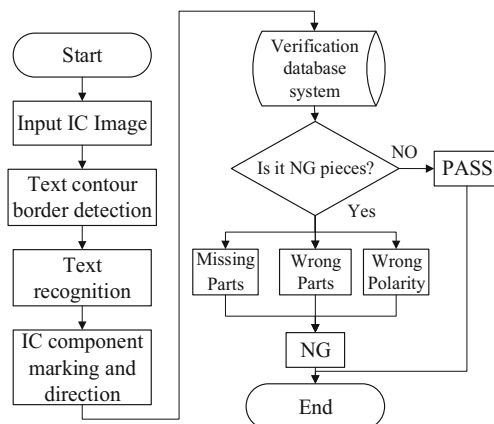 Start
Input IC Image
Text contour
border detection
Text
recognition
IC component
marking and
direction
Verification
database
system
Is it NG pieces?
NO
PASS
Yes
Missing
Parts
Wrong
Parts
Wrong
Polarity
NG
End